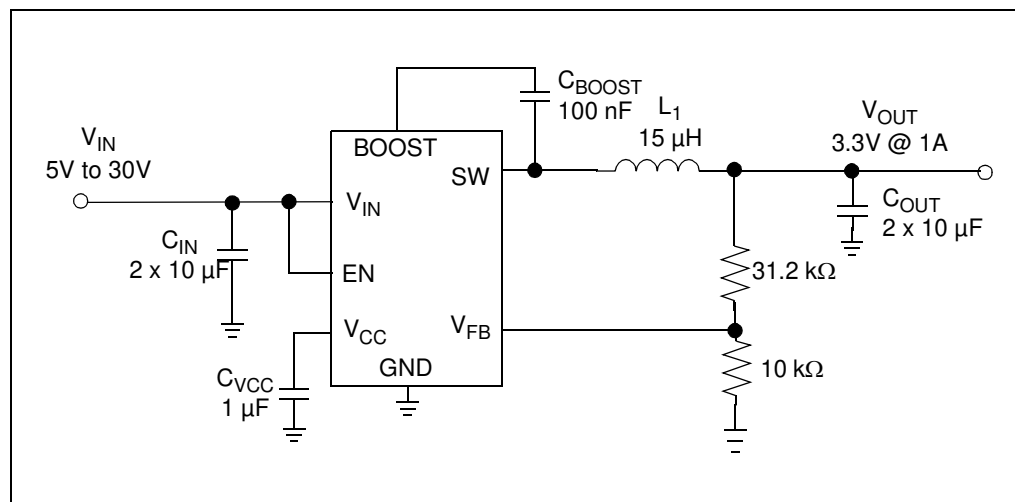 C_BOOST
100 nF
L_1
15 µH
V_OUT
3.3V @ 1A
V_IN
5V to 30V
BOOST
SW
V_IN
C_IN
2 x 10 µF
C_OUT
2 x 10 µF
EN
31.2 kΩ
V_CC
V_FB
GND
C_VCC
1 µF
10 kΩ